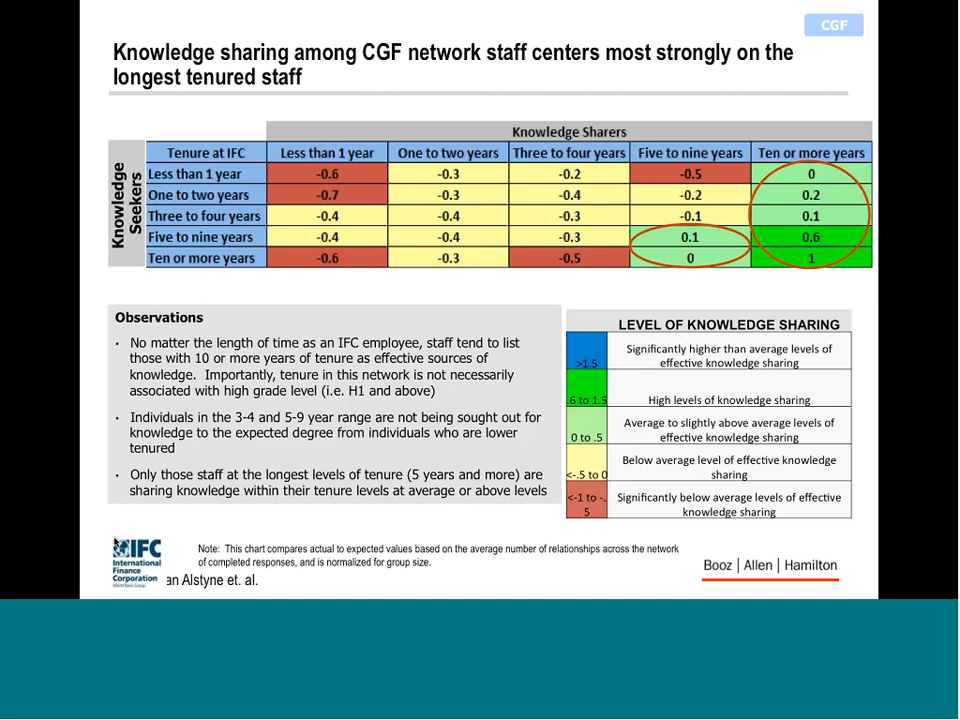 CGF
Knowledge sharing among CGF network staff centers most strongly on the
longest tenured staff
Knowledge Sharers
Knowledge
Seekers
Tenure at IFC Less than 1 year One to two years Three to four years Five to nine years Ten or more years
Less than 1 year -0.6 -0.3 -0.2 -0.5 0
One to two years -0.7 -0.3 -0.4 -0.2 0.2
Three to four years -0.4 -0.4 -0.3 -0.1 0.1
Five to nine years -0.4 -0.4 -0.3 0.1 0.6
Ten or more years -0.6 -0.3 -0.5 0 1
Observations
· No matter the length of time as an IFC employee, staff tend to list
those with 10 or more years of tenure as effective sources of
knowledge. Importantly, tenure in this network is not necessarily
associated with high grade level (i.e. H1 and above)
· Individuals in the 3-4 and 5-9 year range are not being sought out for
knowledge to the expected degree from individuals who are lower
tenured
· Only those staff at the longest levels of tenure (5 years and more) are
sharing knowledge within their tenure levels at average or above levels
LEVEL OF KNOWLEDGE SHARING
Significantly higher than average levels of
>1.5 effective knowledge sharing
.6 to 1.5 High levels of knowledge sharing
Average to slightly above average levels of
0 to .5 effective knowledge sharing
Below average level of effective knowledge
<-.5 to 0 sharing
<-1 to -. Significantly below average levels of effective
5 knowledge sharing
IFC
International
Finance
Corporation
World Bank Group
Note: This chart compares actual to expected values based on the average number of relationships across the network
of completed responses, and is normalized for group size.
an Alstyne et. al.
Booz | Allen | Hamilton